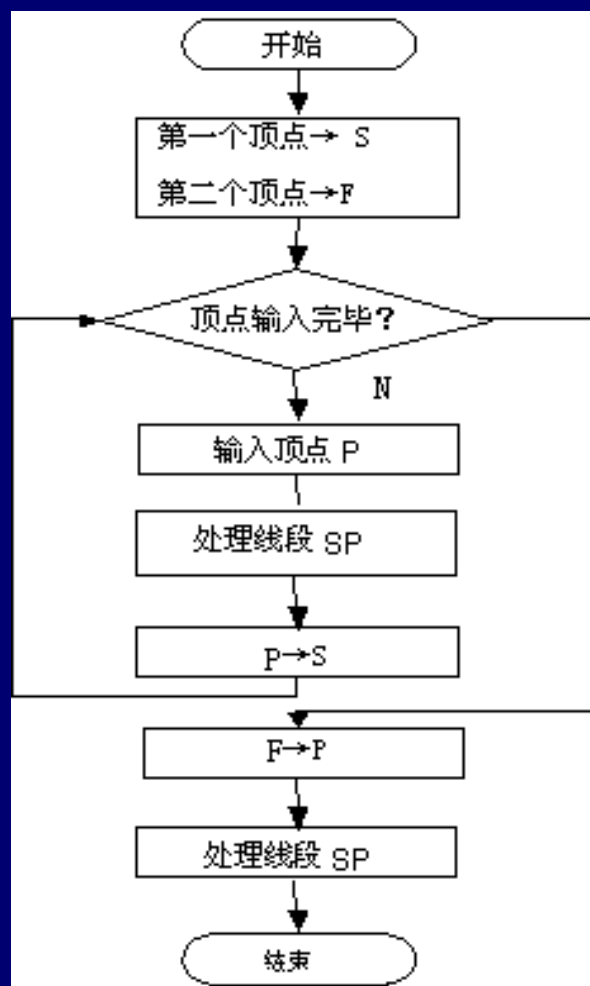 开始
第一个顶点→ S
第二个顶点→F
顶点输入完毕?
N
输入顶点 P
处理线段 SP
P→S
F→P
处理线段 SP
结束